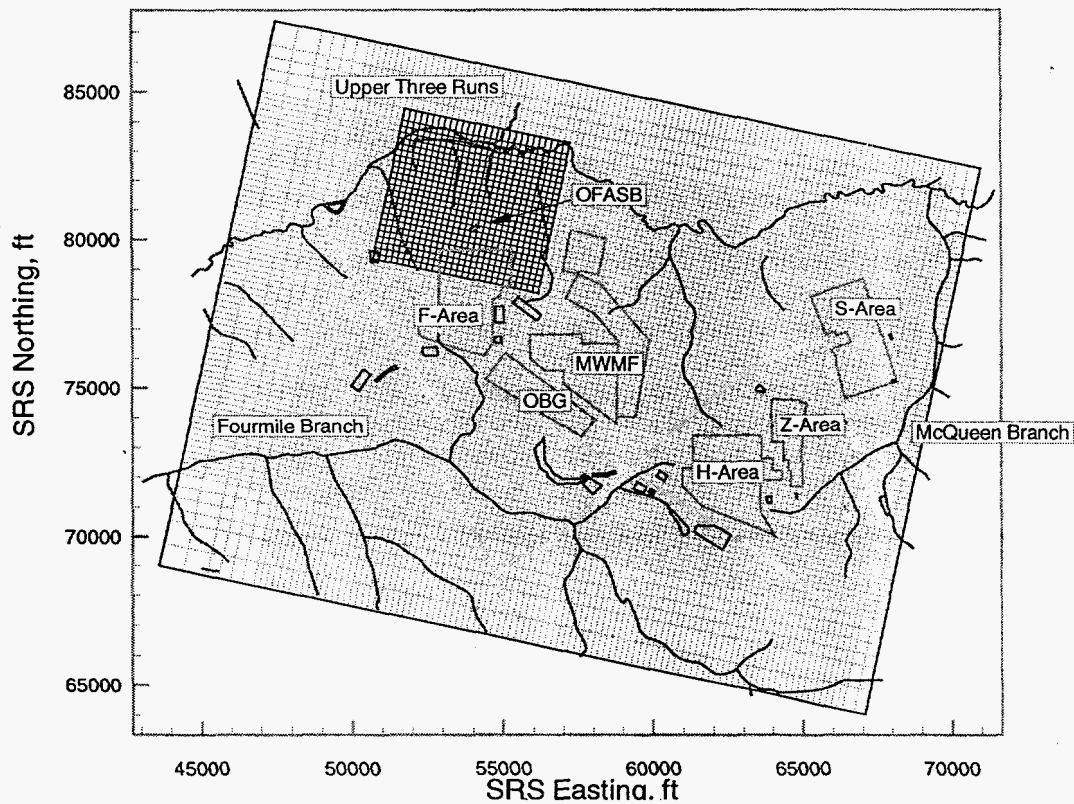 85000
Upper Three Runs
OFASB
80000
S-Area
F-Area
MWMF
75000
OBG
Z-Area
Fourmile Branch
McQueen Branch
H-Area
70000
65000
SRS Northing, ft
45000 50000 55000 60000 65000 70000
SRS Easting, ft